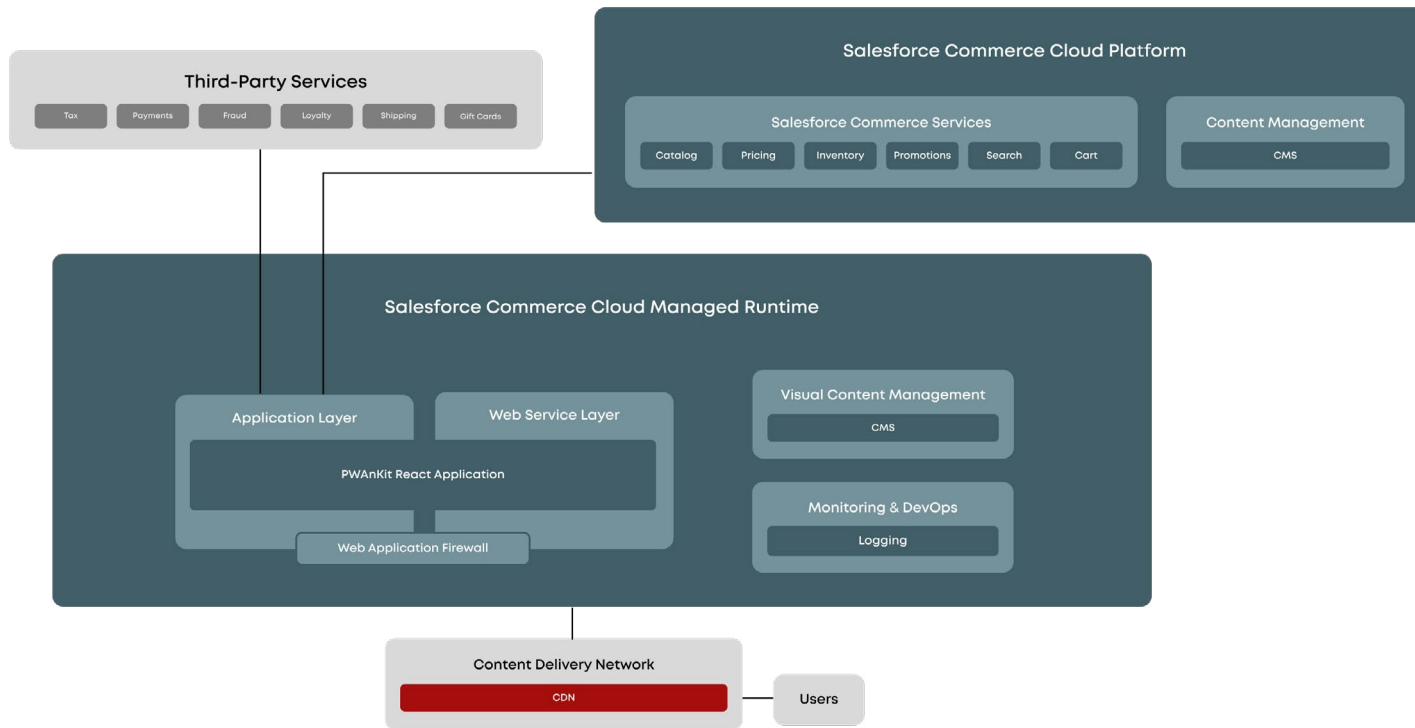 Salesforce Commerce Cloud Platform
Third-Party Services
Tax Payments Fraud Loyalty Shipping Gift Cards
Salesforce Commerce Services
Catalog Pricing Inventory Promotions Search Cart
Content Management
CMS
Salesforce Commerce Cloud Managed Runtime
Application Layer
Web Service Layer
PWAnKit React Application
Web Application Firewall
Visual Content Management
CMS
Monitoring & DevOps
Logging
Content Delivery Network
CDN
Users